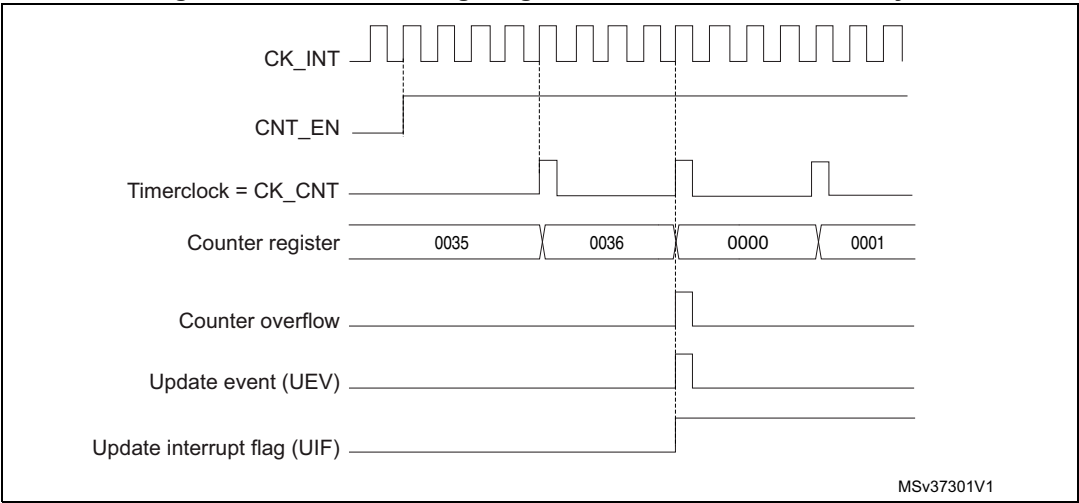 CK_INT
CNT_EN
Timerclock = CK_CNT
Counter register 0035 0036 0000 0001
Counter overflow
Update event (UEV)
Update interrupt flag (UIF)
MSv37301V1